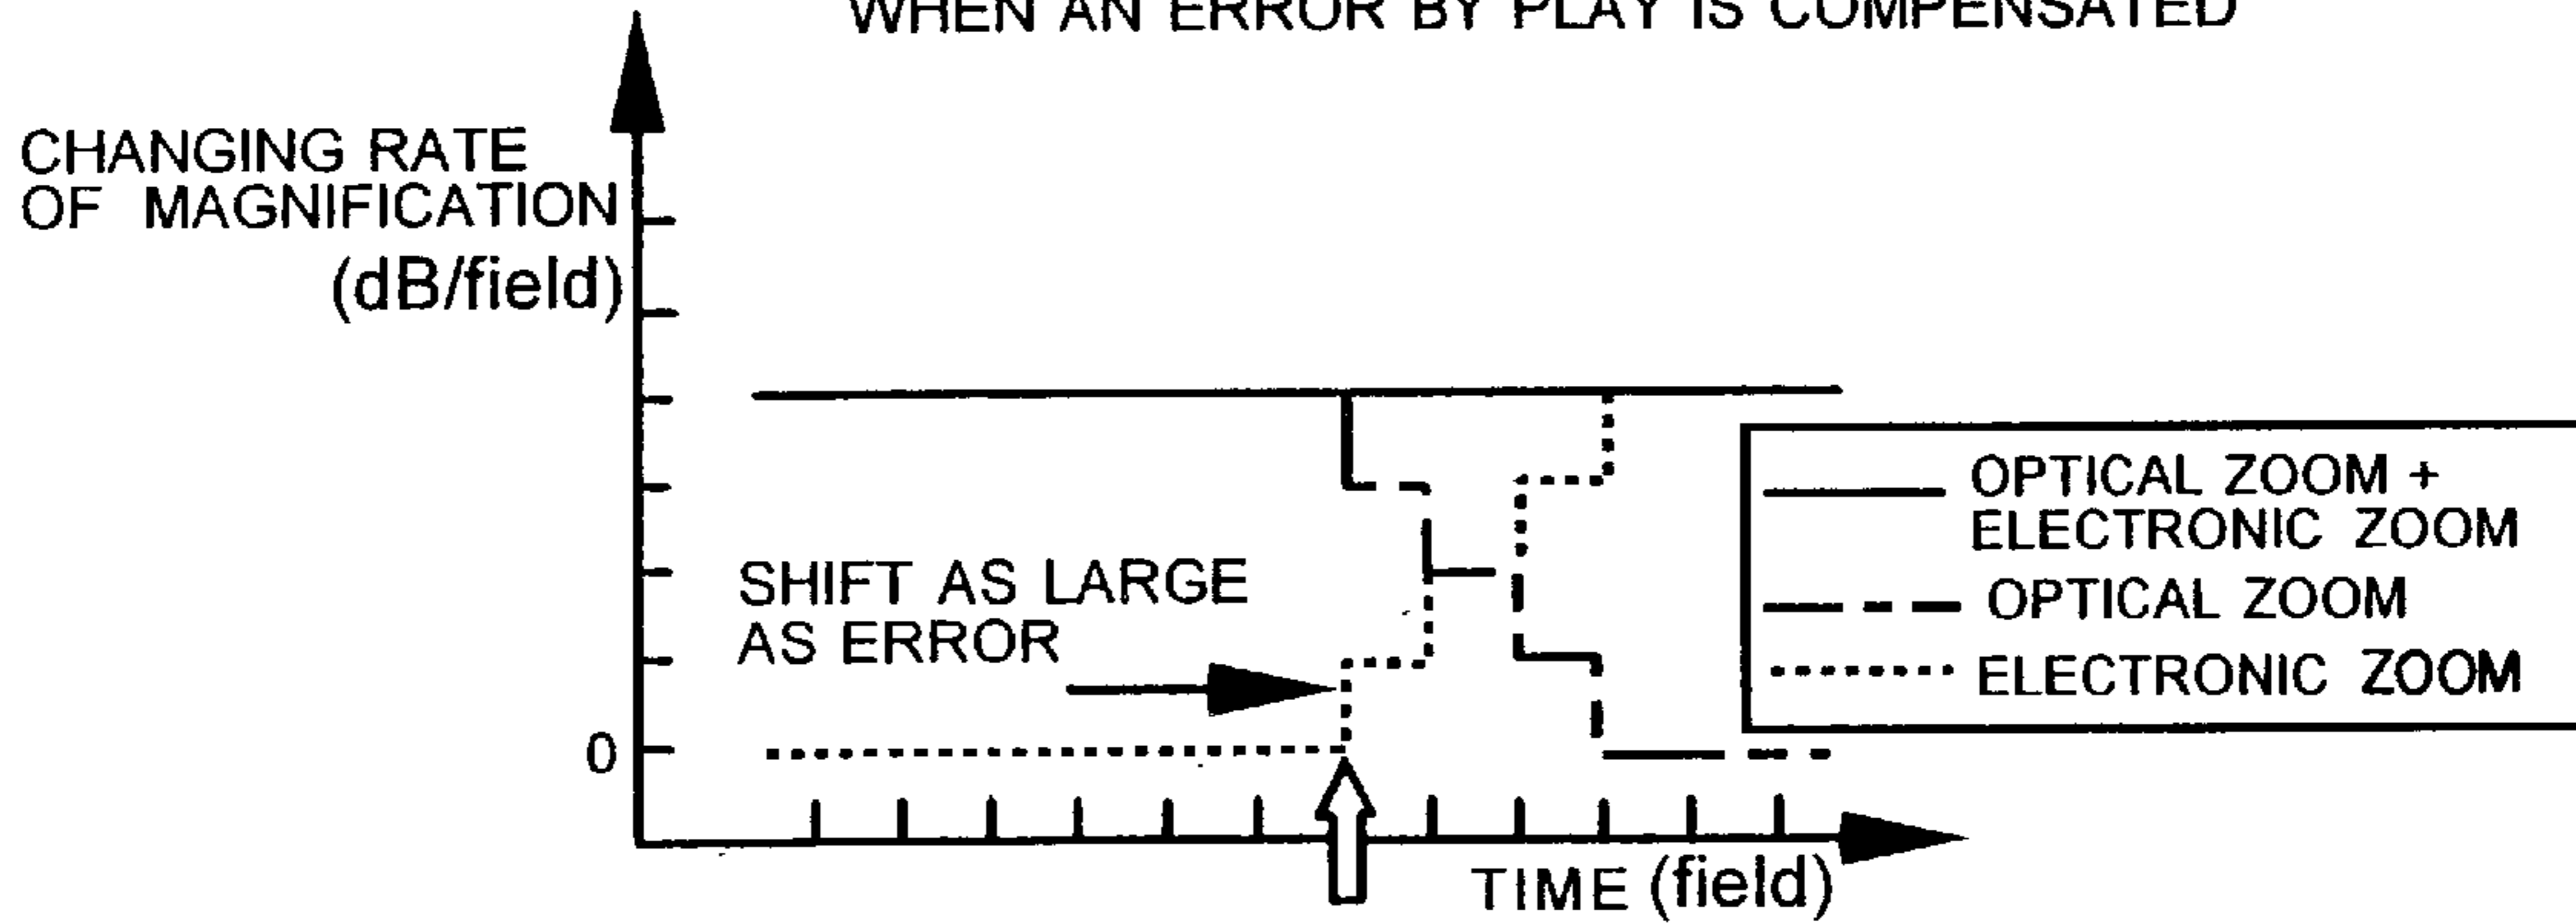 WHEN AN ERROR BY PLAY IS COMPENSATED
CHANGING RATE
OF MAGNIFICATION
(dB/field)
SHIFT AS LARGE
AS ERROR
0
TIME (field)
OPTICAL ZOOM +
ELECTRONIC ZOOM
OPTICAL ZOOM
ELECTRONIC ZOOM